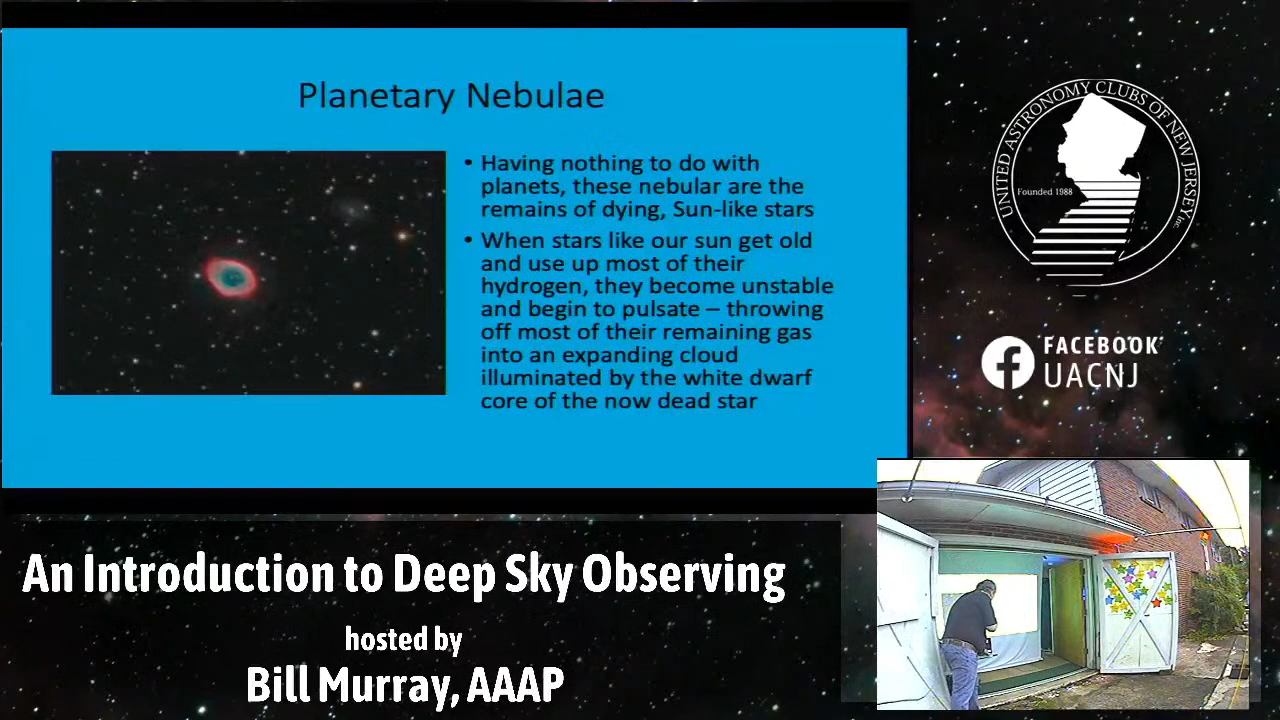 Planetary Nebulae
• Having nothing to do with
planets, these nebular are the
remains of dying, Sun-like stars
• When stars like our sun get old
and use up most of their
hydrogen, they become unstable
and begin to pulsate – throwing
off most of their remaining gas
into an expanding cloud
illuminated by the white dwarf
core of the now dead star
UNITED ASTRONOMY CLUBS OF NEW JERSEY, Inc.
Founded 1988
FACEBOOK
UACNJ
An Introduction to Deep Sky Observing
hosted by
Bill Murray, AAAP